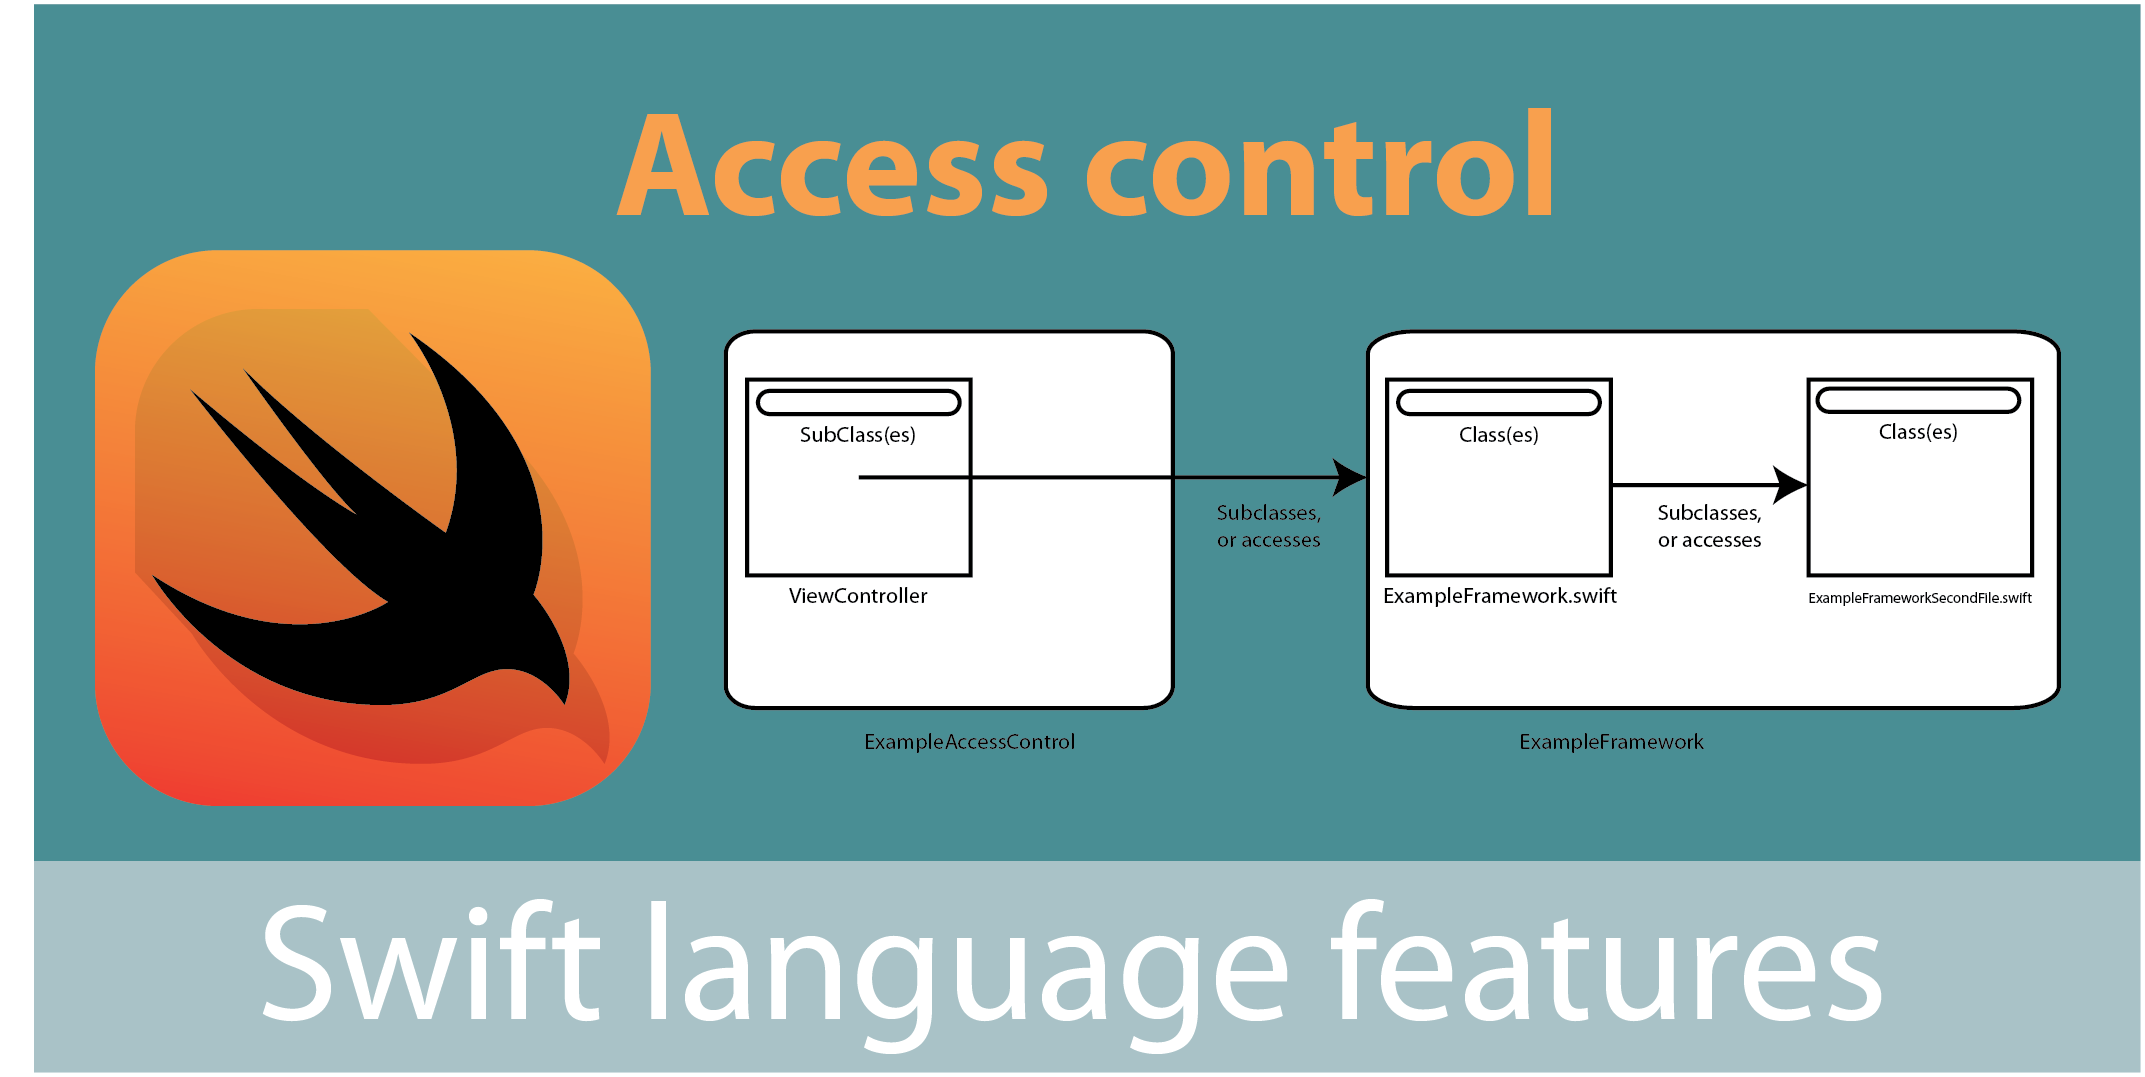 Access control
SubClass(es)
ViewController
ExampleAccessControl
Subclasses,
or accesses
Class(es)
ExampleFramework.swift
Subclasses,
or accesses
Class(es)
ExampleFrameworkSecondFile.swift
ExampleFramework
Swift language features